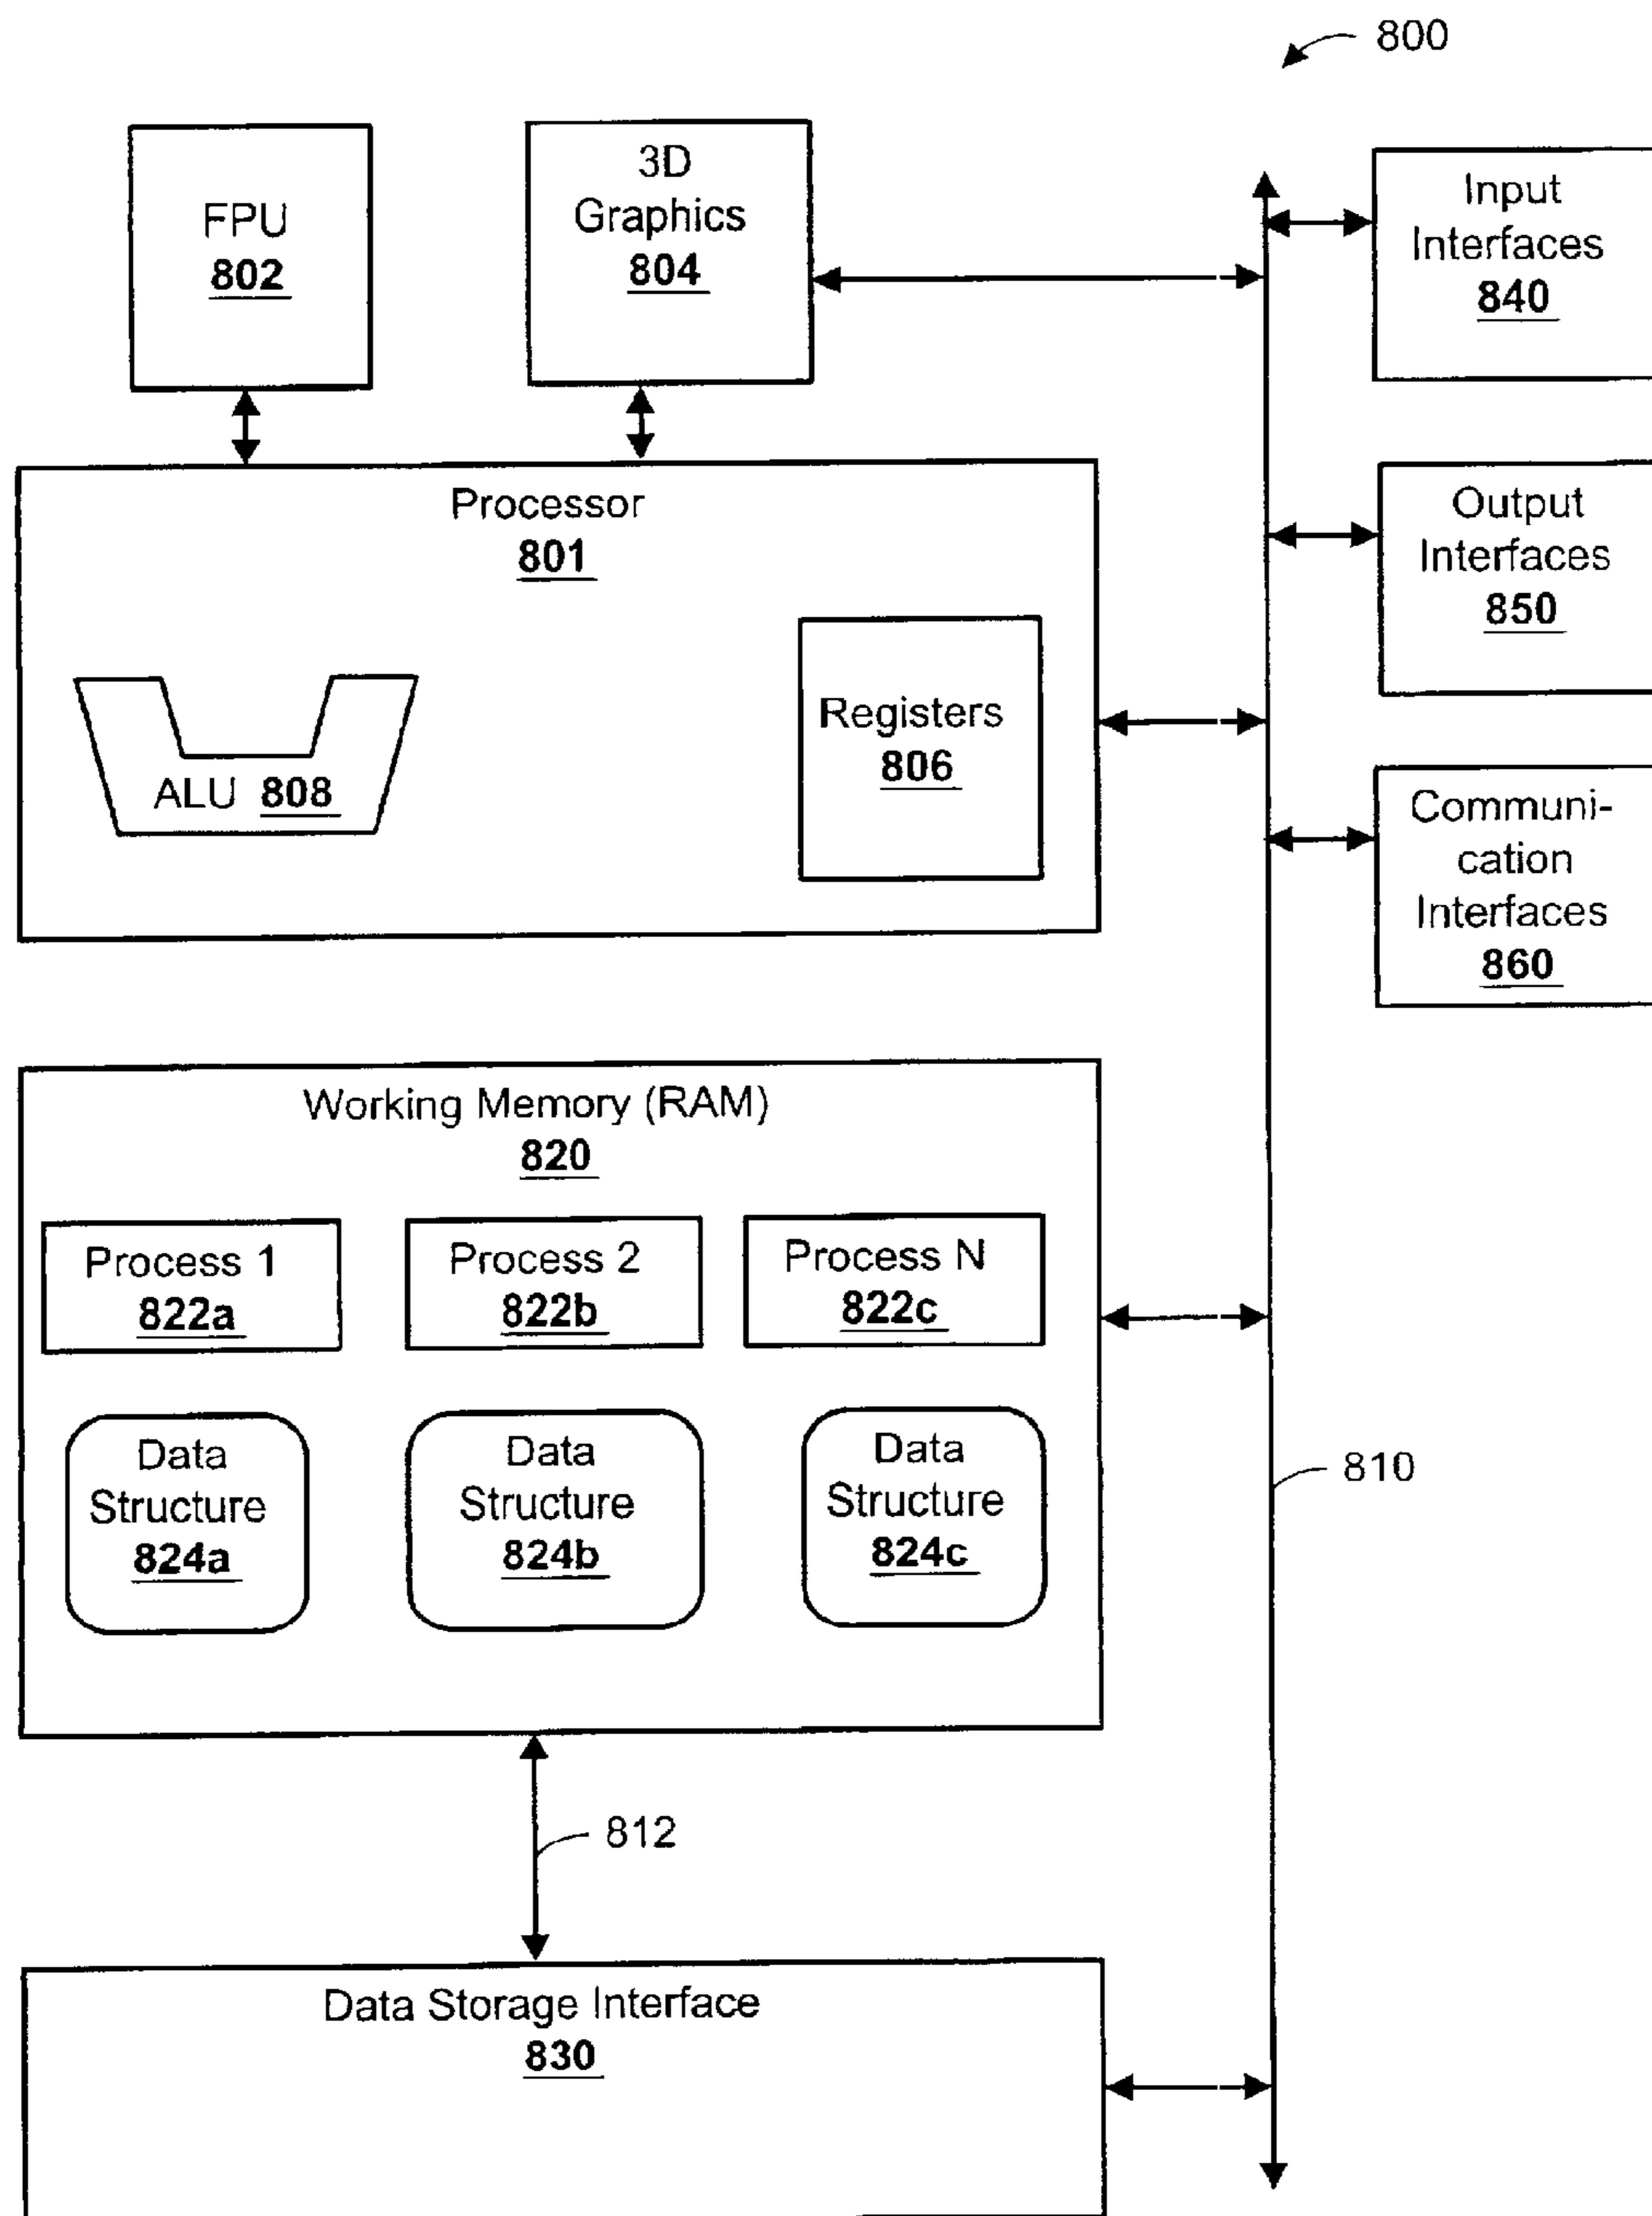 800
FPU
802
3D
Graphics
804
Input
Interfaces
840
Processor
801
Output
Interfaces
850
ALU 808
Registers
806
Communi-
cation
Interfaces
860
Working Memory (RAM)
820
Process 1
822a
Process 2
822b
Process N
822c
Data
Structure
824a
Data
Structure
824b
Data
Structure
824c
810
812
Data Storage Interface
830